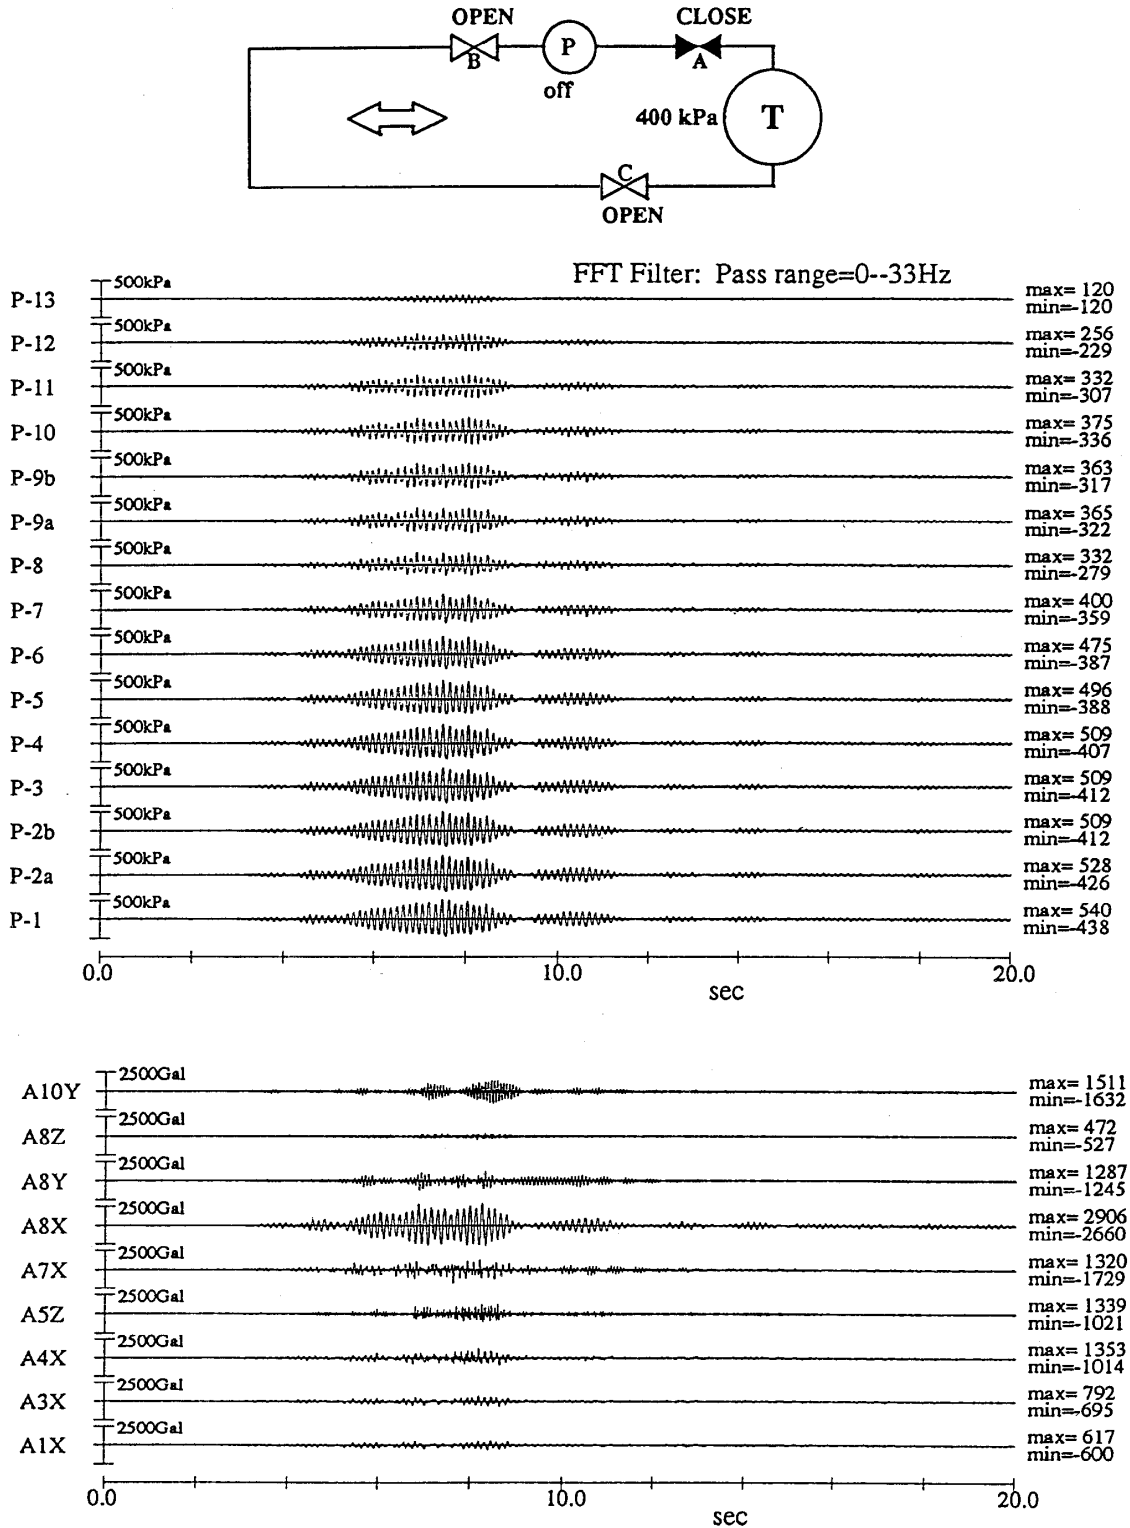 OPEN CLOSE
B P A
off
400 kPa T
C
OPEN
FFT Filter: Pass range=0--33Hz
P-13 500kPa max= 120
min=-120
P-12 500kPa max= 256
min=-229
P-11 500kPa max= 332
min=-307
P-10 500kPa max= 375
min=-336
P-9b 500kPa max= 363
min=-317
P-9a 500kPa max= 365
min=-322
P-8 500kPa max= 332
min=-279
P-7 500kPa max= 400
min=-359
P-6 500kPa max= 475
min=-387
P-5 500kPa max= 496
min=-388
P-4 500kPa max= 509
min=-407
P-3 500kPa max= 509
min=-412
P-2b 500kPa max= 509
min=-412
P-2a 500kPa max= 528
min=-426
P-1 500kPa max= 540
min=-438
0.0 10.0 20.0
sec
A10Y 2500Gal max= 1511
min=-1632
A8Z 2500Gal max= 472
min=-527
A8Y 2500Gal max= 1287
min=-1245
A8X 2500Gal max= 2906
min=-2660
A7X 2500Gal max= 1320
min=-1729
A5Z 2500Gal max= 1339
min=-1021
A4X 2500Gal max= 1353
min=-1014
A3X 2500Gal max= 792
min=-695
A1X 2500Gal max= 617
min=-600
0.0 10.0 20.0
sec